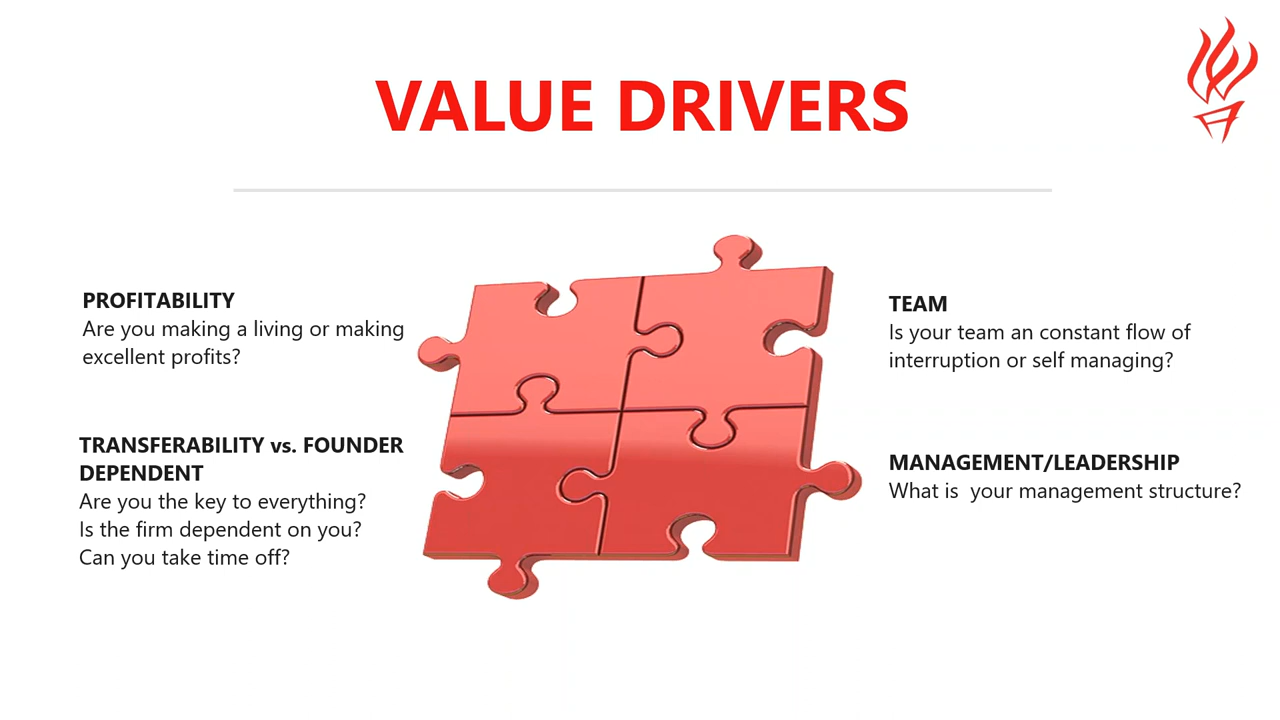 VALUE DRIVERS
PROFITABILITY
Are you making a living or making
excellent profits?
TRANSFERABILITY vs. FOUNDER
DEPENDENT
Are you the key to everything?
Is the firm dependent on you?
Can you take time off?
TEAM
Is your team an constant flow of
interruption or self managing?
MANAGEMENT/LEADERSHIP
What is  your management structure?